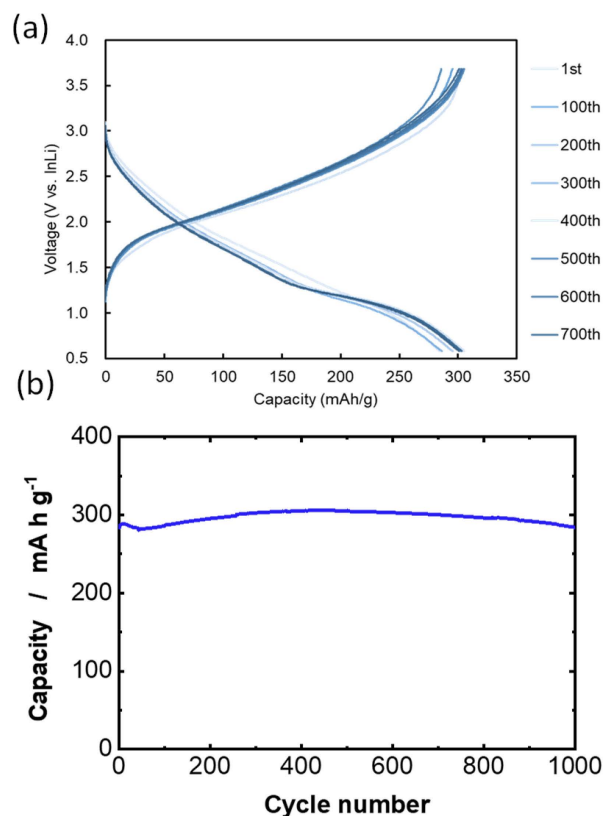 (a)
4.0
3.5
3.0
2.5
2.0
1.5
1.0
0.5
Voltage (V vs. InLi)
0 50 100 150 200 250 300 350
Capacity (mAh/g)
1st
100th
200th
300th
400th
500th
600th
700th
(b)
400
300
200
100
0
Capacity / mA h g⁻¹
0 200 400 600 800 1000
Cycle number